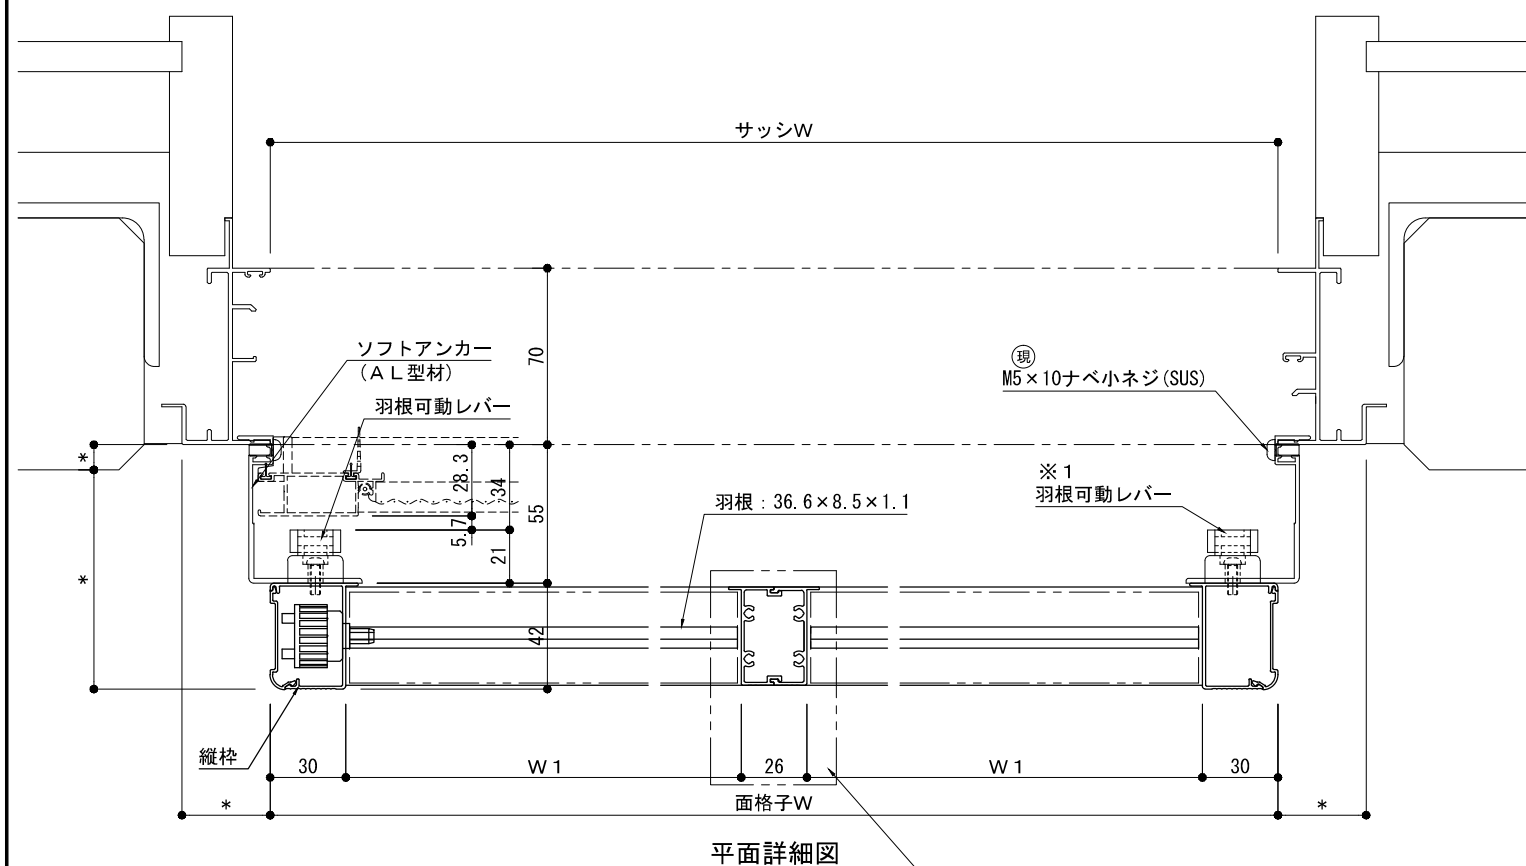 サッシW
70
ソフトアンカー
(AL型材)
羽根可動レバー
現
M5×10ナベ小ネジ(SUS)
*
28.3
34
55
※1
羽根可動レバー
羽根:36.6×8.5×1.1
5.7
21
*
42
縦枠
30
W1
26
W1
30
*
面格子W
*
平面詳細図